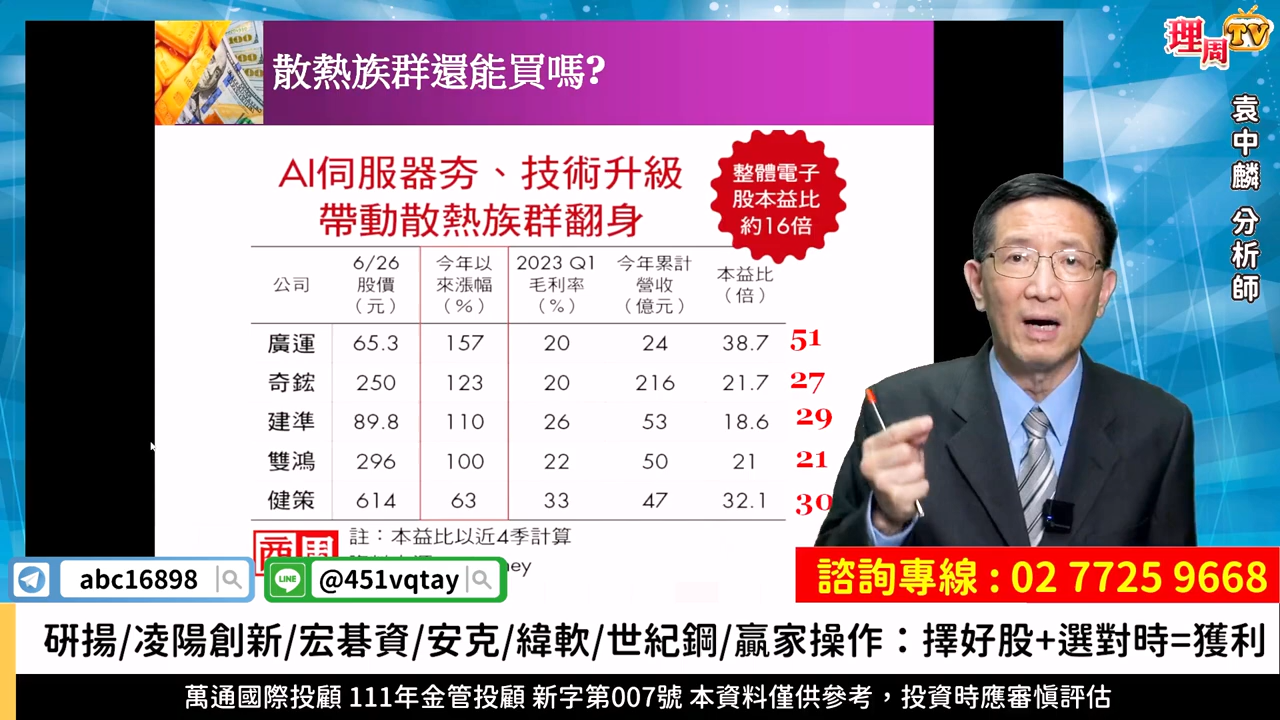 理周TV
袁中麟 分析師
散熱族群還能買嗎?
AI伺服器夯、技術升級
帶動散熱族群翻身
整體電子
股本益比
約16倍
公司 6/26股價（元） 今年以來漲幅（%） 2023 Q1毛利率（%） 今年累計營收（億元） 本益比（倍）
廣運 65.3 157 20 24 38.7 51
奇鋐 250 123 20 216 21.7 27
建準 89.8 110 26 53 18.6 29
雙鴻 296 100 22 50 21 21
健策 614 63 33 47 32.1 30
註：本益比以近4季計算
abc16898
LINE @451vqtay
諮詢專線 : 02 7725 9668
研揚/凌陽創新/宏碁資/安克/緯軟/世紀鋼/贏家操作：擇好股+選對時=獲利
萬通國際投顧 111年金管投顧 新字第007號 本資料僅供參考，投資時應審慎評估